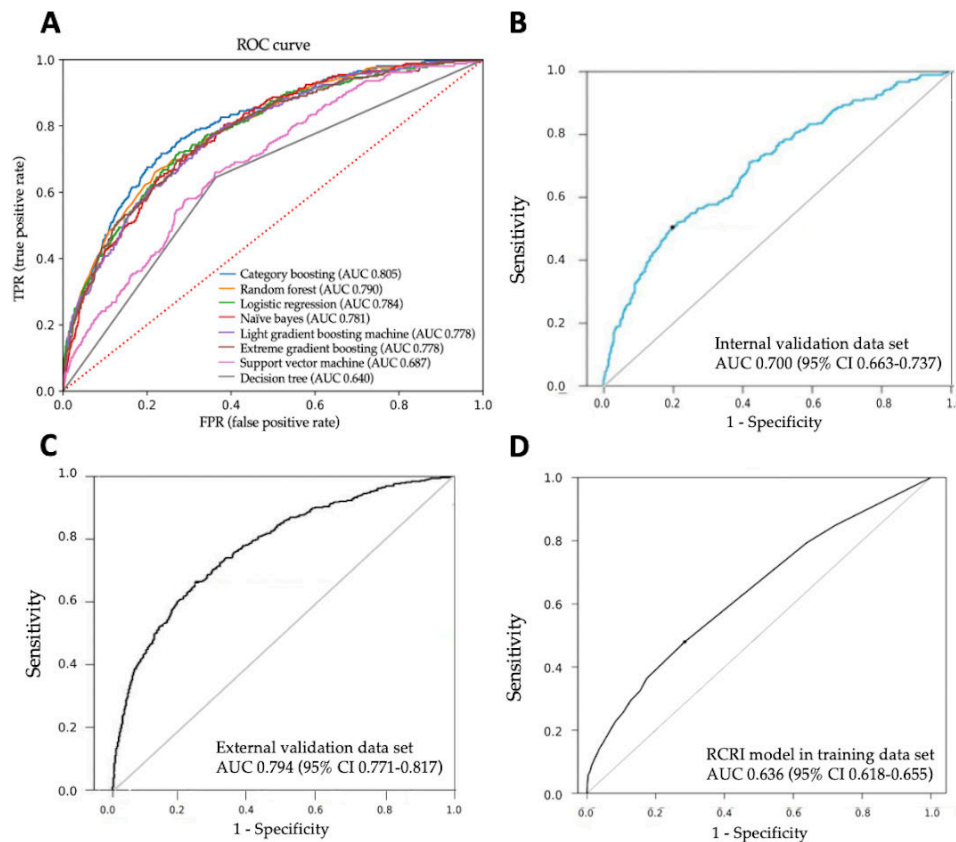 A
ROC curve
1.0
0.8
0.6
0.4
0.2
0.0
TPR (true positive rate)
Category boosting (AUC 0.805)
Random forest (AUC 0.790)
Logistic regression (AUC 0.784)
Naïve bayes (AUC 0.781)
Light gradient boosting machine (AUC 0.778)
Extreme gradient boosting (AUC 0.778)
Support vector machine (AUC 0.687)
Decision tree (AUC 0.640)
0.0 0.2 0.4 0.6 0.8 1.0
FPR (false positive rate)
B
1.0
0.8
0.6
0.4
0.2
0.0
Sensitivity
Internal validation data set
AUC 0.700 (95% CI 0.663-0.737)
0.0 0.2 0.4 0.6 0.8 1.0
1 - Specificity
C
1.0
0.8
0.6
0.4
0.2
0.0
Sensitivity
External validation data set
AUC 0.794 (95% CI 0.771-0.817)
0.0 0.2 0.4 0.6 0.8 1.0
1 - Specificity
D
1.0
0.8
0.6
0.4
0.2
0.0
Sensitivity
RCRI model in training data set
AUC 0.636 (95% CI 0.618-0.655)
0.0 0.2 0.4 0.6 0.8 1.0
1 - Specificity